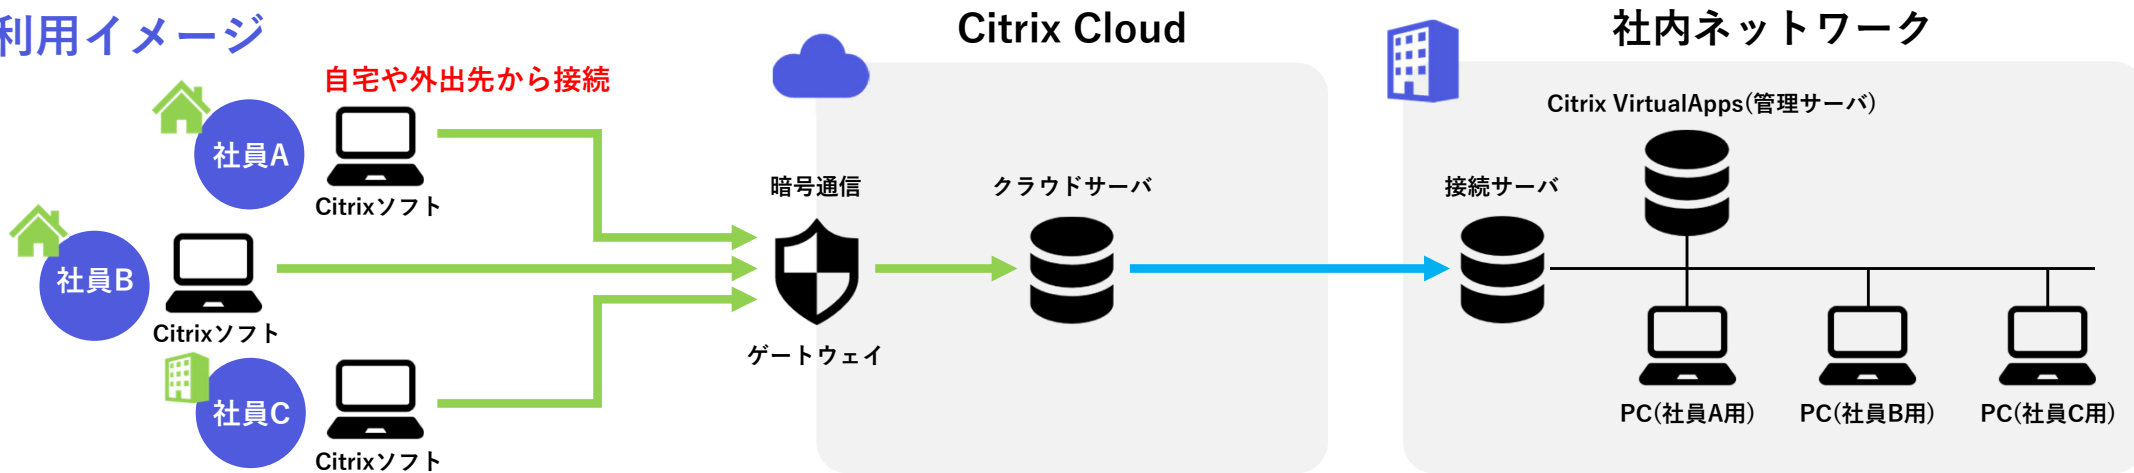 利用イメージ
自宅や外出先から接続
社員A
Citrixソフト
社員B
Citrixソフト
社員C
Citrixソフト
Citrix Cloud
暗号通信
ゲートウェイ
クラウドサーバ
社内ネットワーク
Citrix VirtualApps(管理サーバ)
接続サーバ
PC(社員A用)
PC(社員B用)
PC(社員C用)